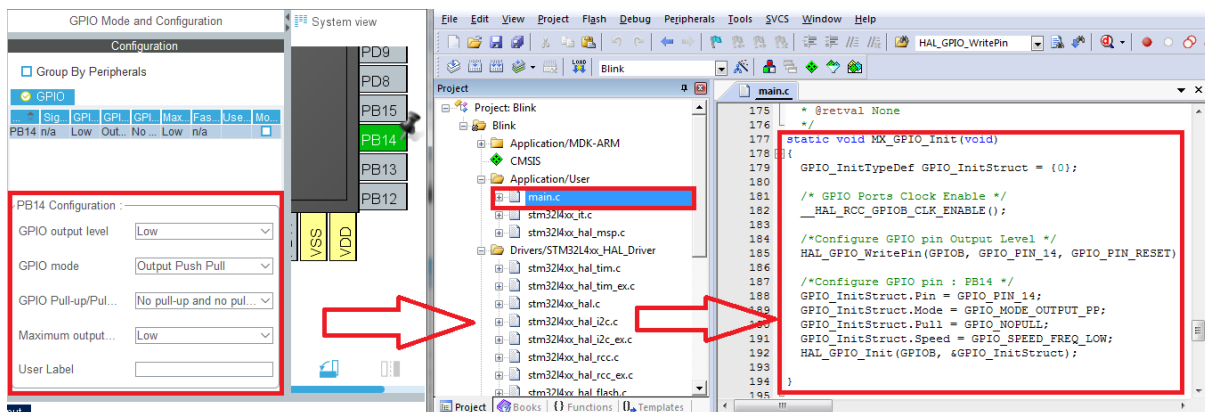 GPIO Mode and Configuration
Configuration
Group By Peripherals
GPIO
... Sig... GPI... GPI... GPI... Max... Fas... Use... Mo...
PB14 n/a Low Out... No ... Low n/a
PB14 Configuration :
GPIO output level Low
GPIO mode Output Push Pull
GPIO Pull-up/Pul... No pull-up and no pul...
Maximum output... Low
User Label
System view
PD9
PD8
PB15
PB14
PB13
PB12
VSS
VDD
File Edit View Project Flash Debug Peripherals Tools SVCS Window Help
HAL_GPIO_WritePin
LOAD
Blink
Project
Project: Blink
Blink
Application/MDK-ARM
CMSIS
Application/User
main.c
stm32l4xx_it.c
stm32l4xx_hal_msp.c
Drivers/STM32L4xx_HAL_Driver
stm32l4xx_hal_tim.c
stm32l4xx_hal_tim_ex.c
stm32l4xx_hal.c
stm32l4xx_hal_i2c.c
stm32l4xx_hal_i2c_ex.c
stm32l4xx_hal_rcc.c
stm32l4xx_hal_rcc_ex.c
stm32l4xx_hal_flash.c
Project Books {} Functions 0 Templates
main.c
175 * @retval None
176 */
177 static void MX_GPIO_Init(void)
178 {
179 GPIO_InitTypeDef GPIO_InitStruct = {0};
180
181 /* GPIO Ports Clock Enable */
182 __HAL_RCC_GPIOB_CLK_ENABLE();
183
184 /*Configure GPIO pin Output Level */
185 HAL_GPIO_WritePin(GPIOB, GPIO_PIN_14, GPIO_PIN_RESET)
186
187 /*Configure GPIO pin : PB14 */
188 GPIO_InitStruct.Pin = GPIO_PIN_14;
189 GPIO_InitStruct.Mode = GPIO_MODE_OUTPUT_PP;
GPIO_InitStruct.Pull = GPIO_NOPULL;
191 GPIO_InitStruct.Speed = GPIO_SPEED_FREQ_LOW;
192 HAL_GPIO_Init(GPIOB, &GPIO_InitStruct);
193
194 }
195